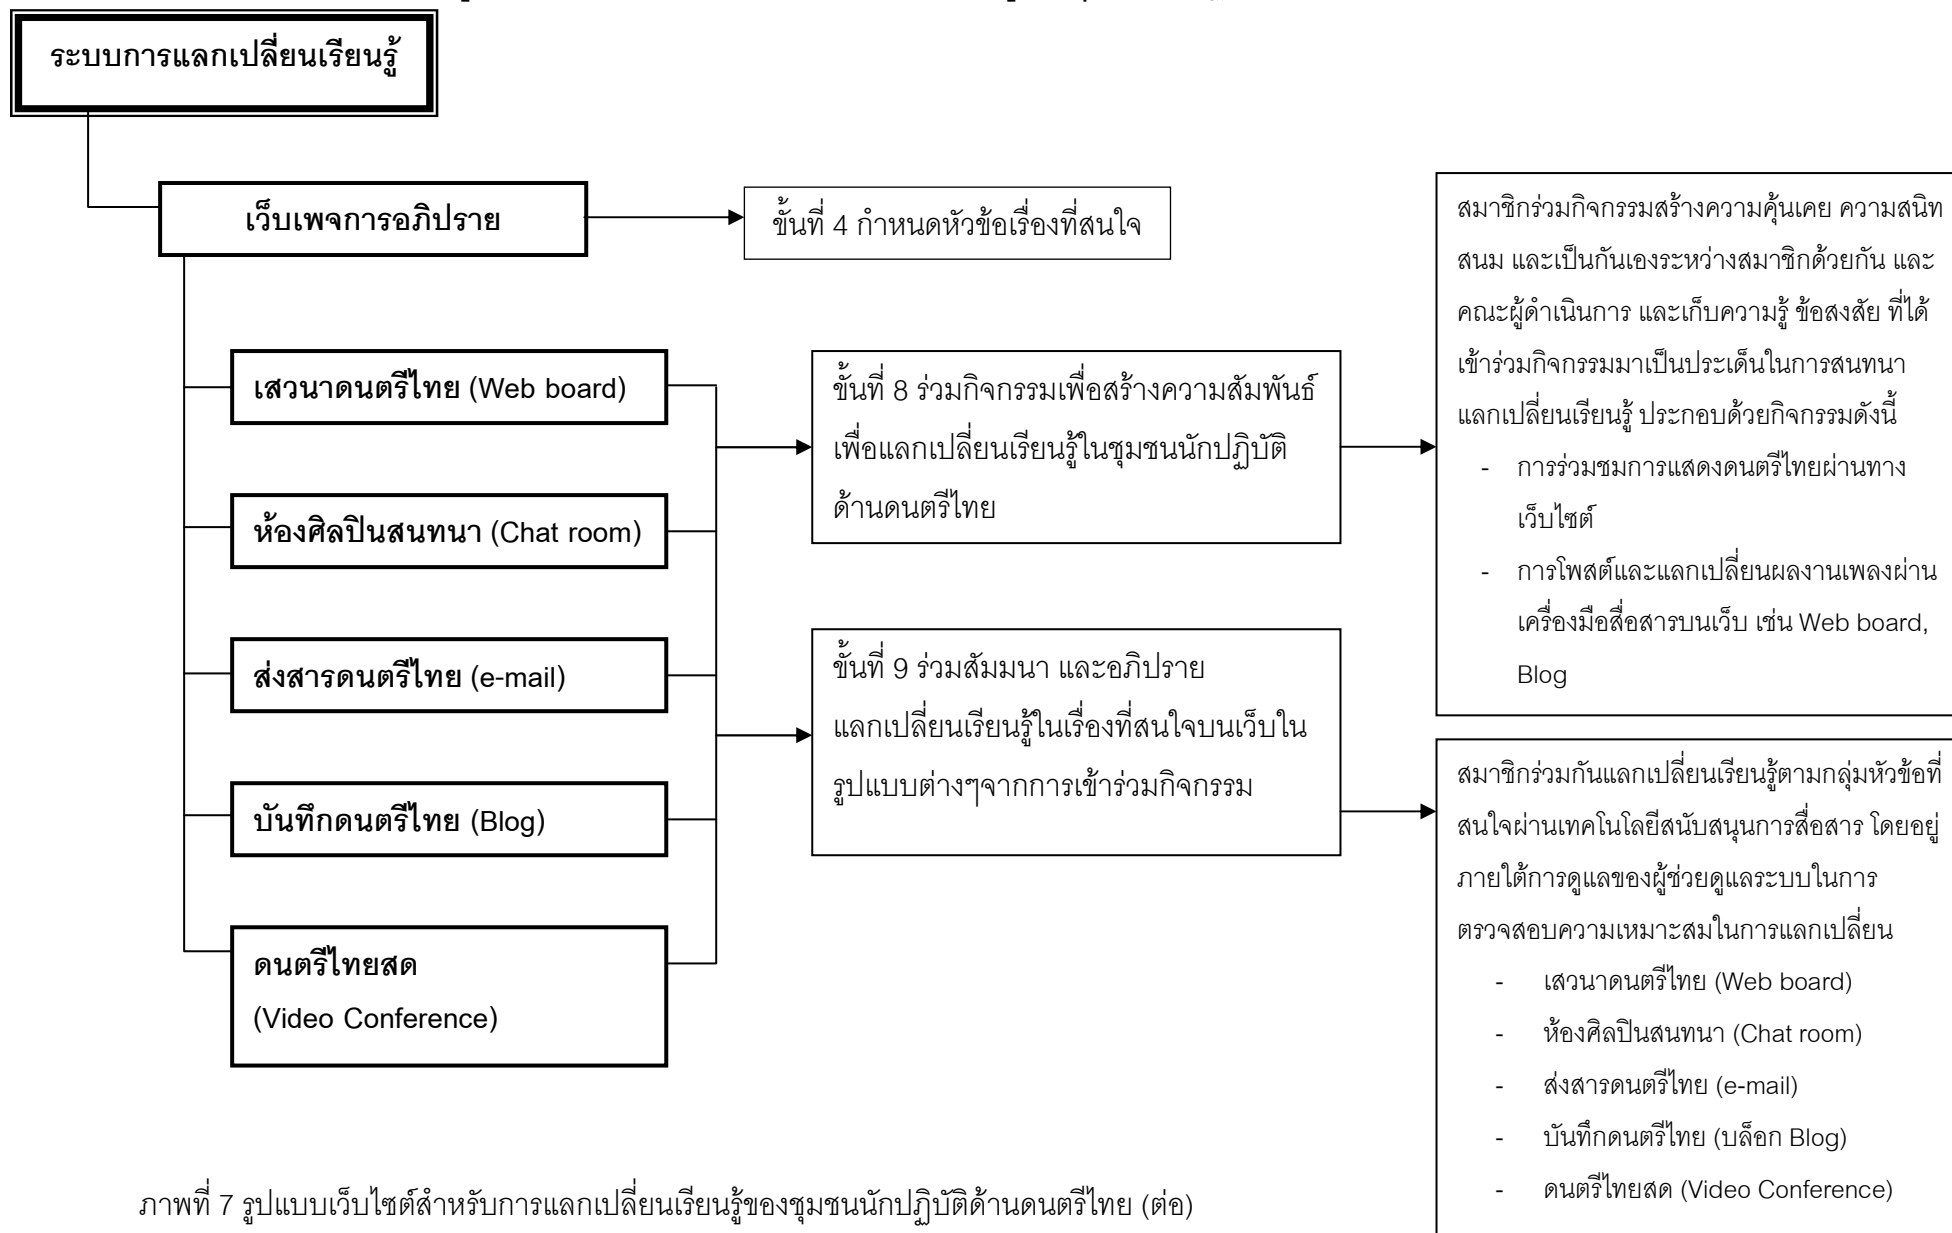 ระบบการแลกเปลี่ยนเรียนรู้
เว็บเพจการอภิปราย
ขั้นที่ 4 กำหนดหัวข้อเรื่องที่สนใจ
เสวนาดนตรีไทย (Web board)
ห้องศิลปินสนทนา (Chat room)
ส่งสารดนตรีไทย (e-mail)
บันทึกดนตรีไทย (Blog)
ดนตรีไทยสด
(Video Conference)
ขั้นที่ 8 ร่วมกิจกรรมเพื่อสร้างความสัมพันธ์
เพื่อแลกเปลี่ยนเรียนรู้ในชุมชนนักปฏิบัติ
ด้านดนตรีไทย
ขั้นที่ 9 ร่วมสัมมนา และอภิปราย
แลกเปลี่ยนเรียนรู้ในเรื่องที่สนใจบนเว็บใน
รูปแบบต่างๆจากการเข้าร่วมกิจกรรม
สมาชิกร่วมกิจกรรมสร้างความคุ้นเคย ความสนิท
สนม และเป็นกันเองระหว่างสมาชิกด้วยกัน และ
คณะผู้ดำเนินการ และเก็บความรู้ ข้อสงสัย ที่ได้
เข้าร่วมกิจกรรมมาเป็นประเด็นในการสนทนา
แลกเปลี่ยนเรียนรู้ ประกอบด้วยกิจกรรมดังนี้
- การร่วมชมการแสดงดนตรีไทยผ่านทาง
เว็บไซต์
- การโพสต์และแลกเปลี่ยนผลงานเพลงผ่าน
เครื่องมือสื่อสารบนเว็บ เช่น Web board,
Blog
สมาชิกร่วมกันแลกเปลี่ยนเรียนรู้ตามกลุ่มหัวข้อที่
สนใจผ่านเทคโนโลยีสนับสนุนการสื่อสาร โดยอยู่
ภายใต้การดูแลของผู้ช่วยดูแลระบบในการ
ตรวจสอบความเหมาะสมในการแลกเปลี่ยน
- เสวนาดนตรีไทย (Web board)
- ห้องศิลปินสนทนา (Chat room)
- ส่งสารดนตรีไทย (e-mail)
- บันทึกดนตรีไทย (บล็อก Blog)
- ดนตรีไทยสด (Video Conference)
ภาพที่ 7 รูปแบบเว็บไซต์สำหรับการแลกเปลี่ยนเรียนรู้ของชุมชนนักปฏิบัติด้านดนตรีไทย (ต่อ)